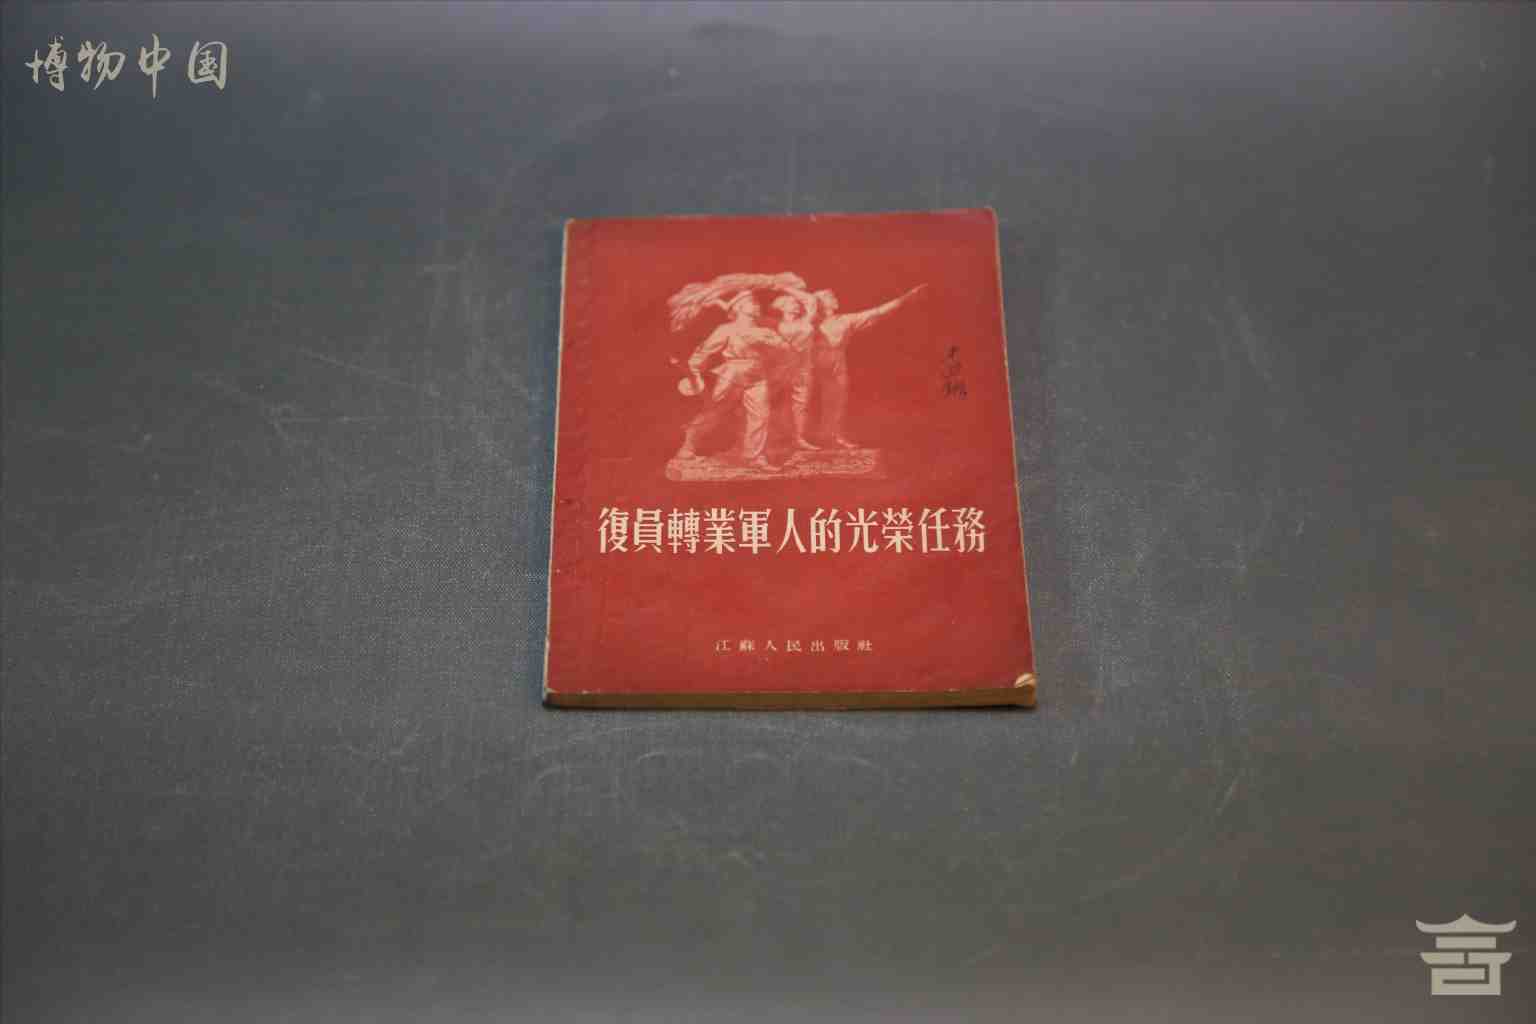 博物中国
復員轉業軍人的光榮任務
江蘇人民出版社